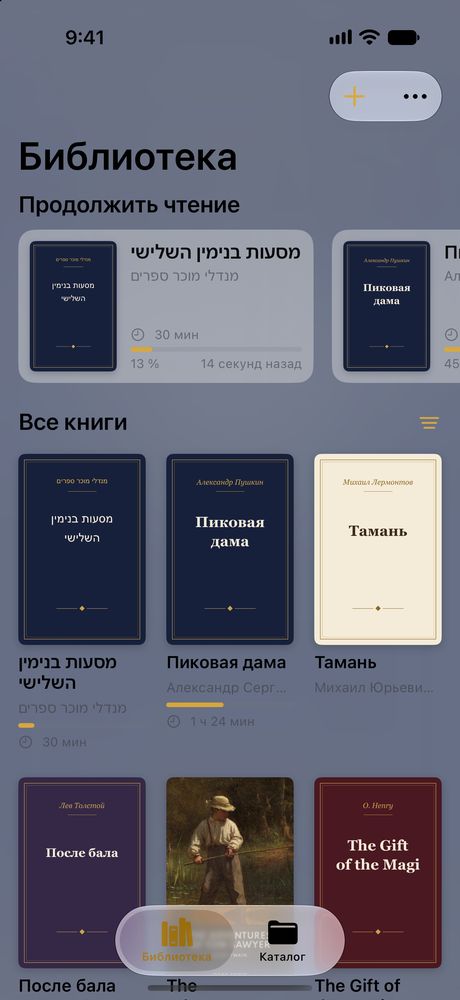 9:41
Библиотека
Продолжить чтение
מנדלי מוכר ספרים
מסעות בנימין
השלישי
מסעות בנימין השלישי
מנדלי מוכר ספרים
30 мин
13 %
14 секунд назад
Александр Пушкин
Пиковая
дама
45
Все книги
מנדלי מוכר ספרים
מסעות בנימין
השלישי
Александр Пушкин
Пиковая
дама
Михаил Лермонтов
Тамань
מסעות בנימין
השלישי
מנדלי מוכר ספרים
30 мин
Пиковая дама
Александр Серг...
1 ч 24 мин
Тамань
Михаил Юрьеви...
Лев Толстой
После бала
O. Henry
The Gift
of the Magi
Библиотека
Каталог
После бала
The
The Gift of